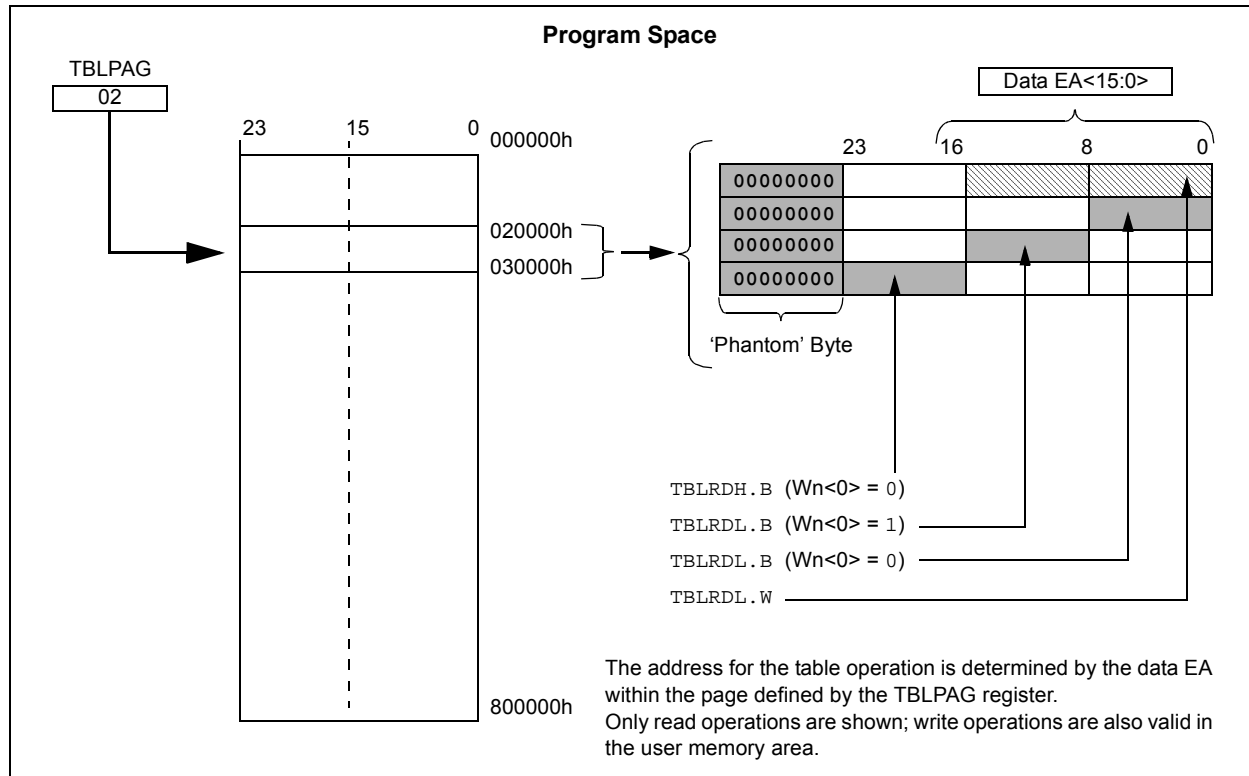 Program Space
TBLPAG
02
Data EA<15:0>
23 15 0
000000h
020000h
030000h
800000h
23 16 8 0
00000000
00000000
00000000
00000000
‘Phantom’ Byte
TBLRDH.B (Wn<0> = 0)
TBLRDL.B (Wn<0> = 1)
TBLRDL.B (Wn<0> = 0)
TBLRDL.W
The address for the table operation is determined by the data EA
within the page defined by the TBLPAG register.
Only read operations are shown; write operations are also valid in
the user memory area.